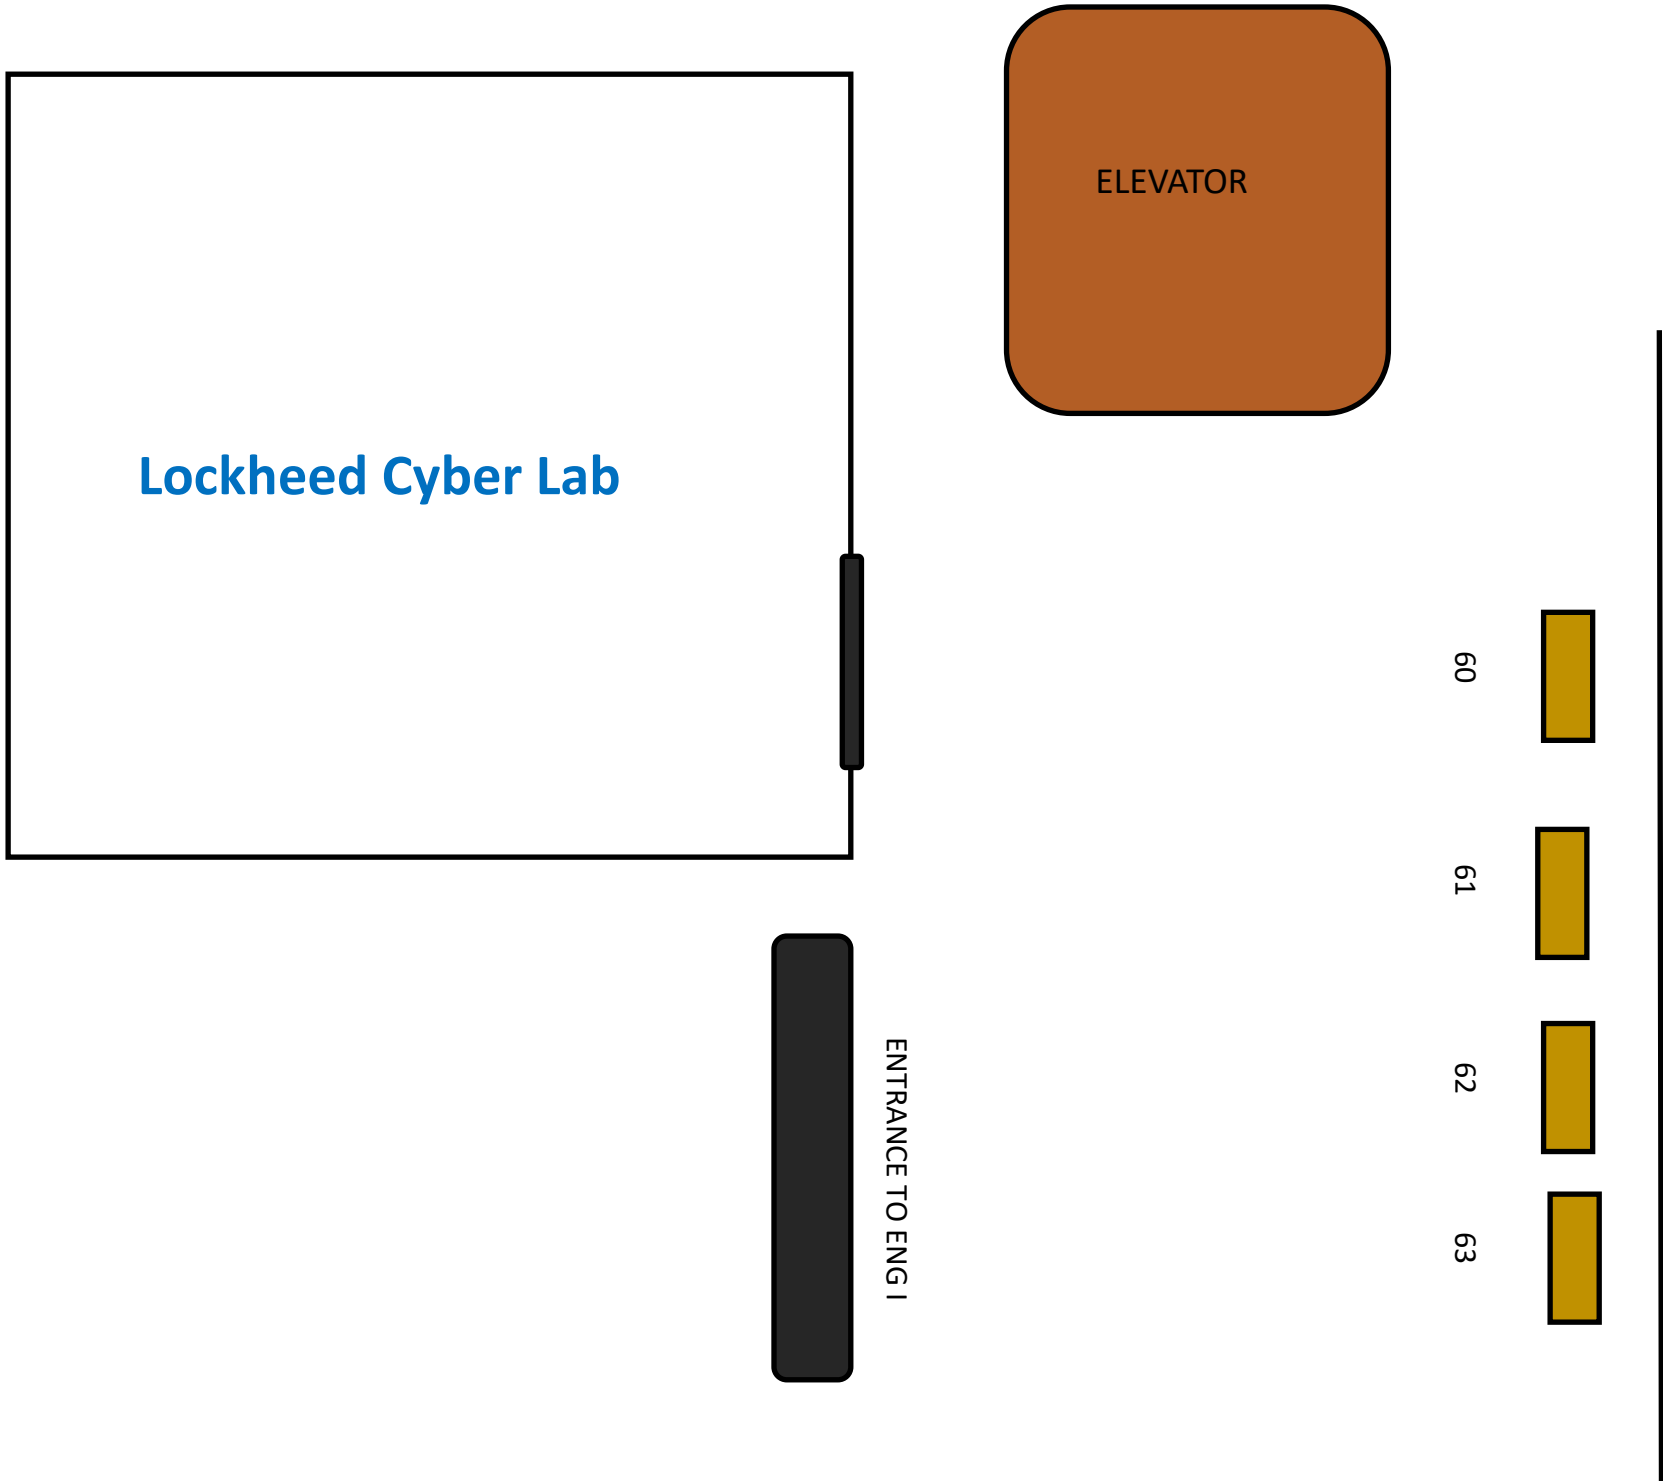 ELEVATOR
Lockheed Cyber Lab
60
61
62
63
ENTRANCE TO ENG I